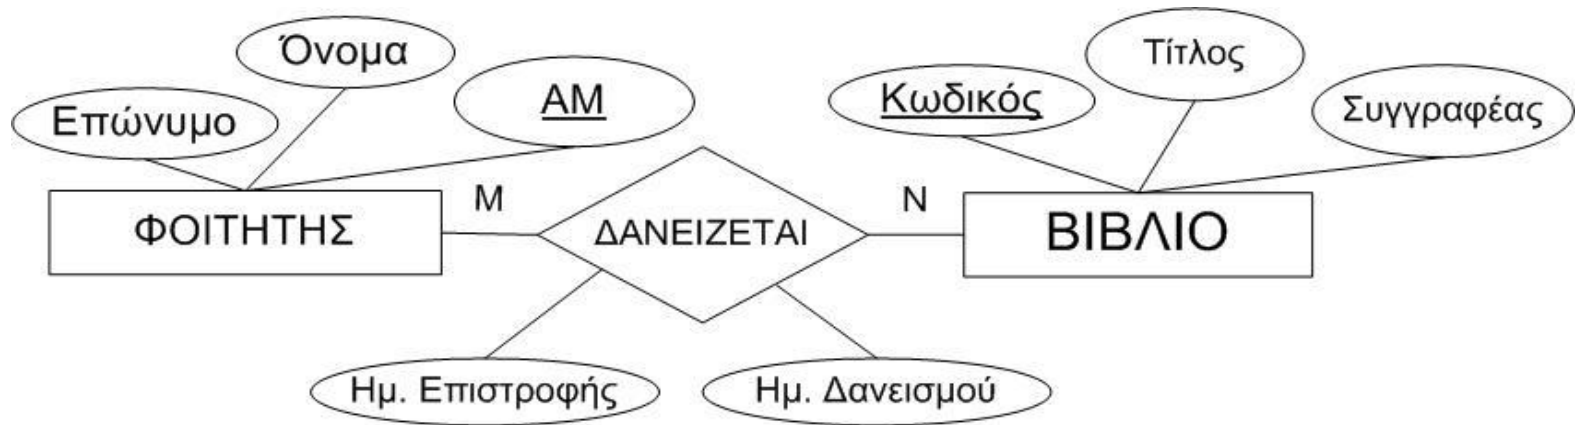 Όνομα
Τίτλος
Επώνυμο
ΑΜ
Κωδικός
Συγγραφέας
ΦΟΙΤΗΤΗΣ
Μ
ΔΑΝΕΙΖΕΤΑΙ
Ν
ΒΙΒΛΙΟ
Ημ. Επιστροφής
Ημ. Δανεισμού